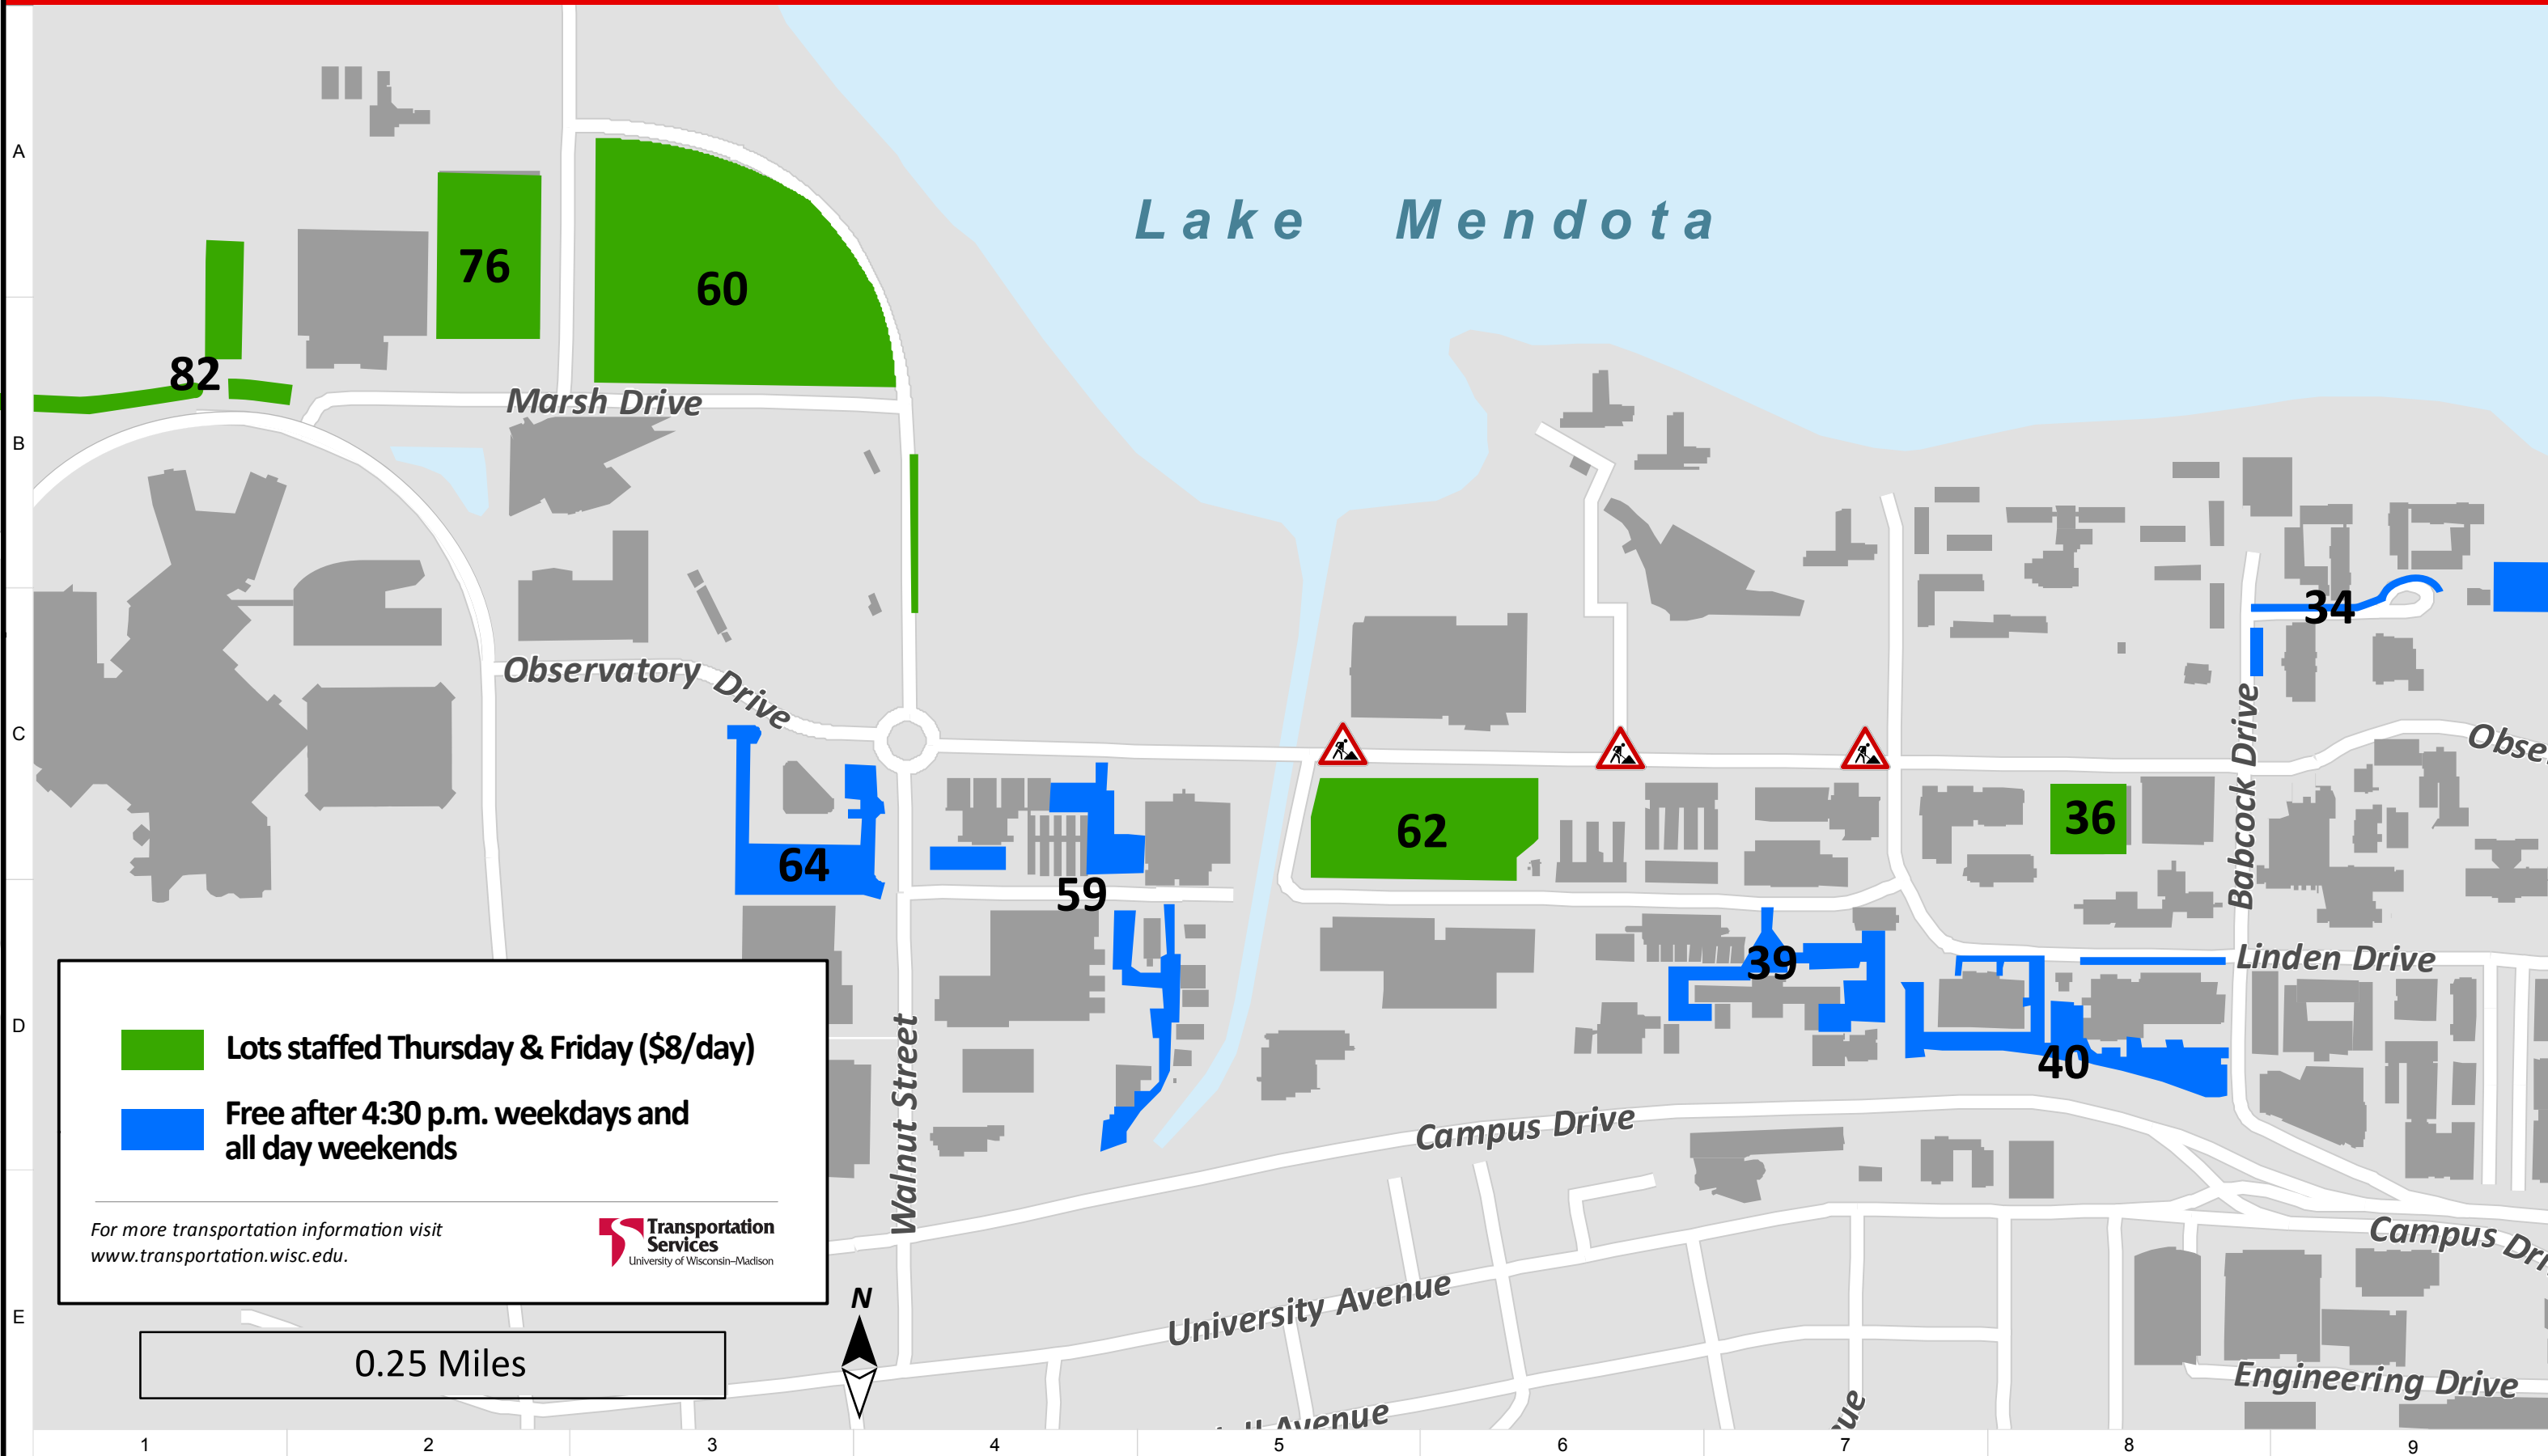 A
Lake Mendota
76
60
82
Marsh Drive
B
34
Observatory Drive
C
Babcock Drive
64
62
36
59
39
Linden Drive
D
40
Lots staffed Thursday & Friday ($8/day)
Free after 4:30 p.m. weekdays and
all day weekends
For more transportation information visit
www.transportation.wisc.edu.
Transportation
Services
University of Wisconsin–Madison
Walnut Street
Campus Drive
Campus
University Avenue
N
E
0.25 Miles
Engineering Drive
Avenue
1 2 3 4 5 6 7 8 9